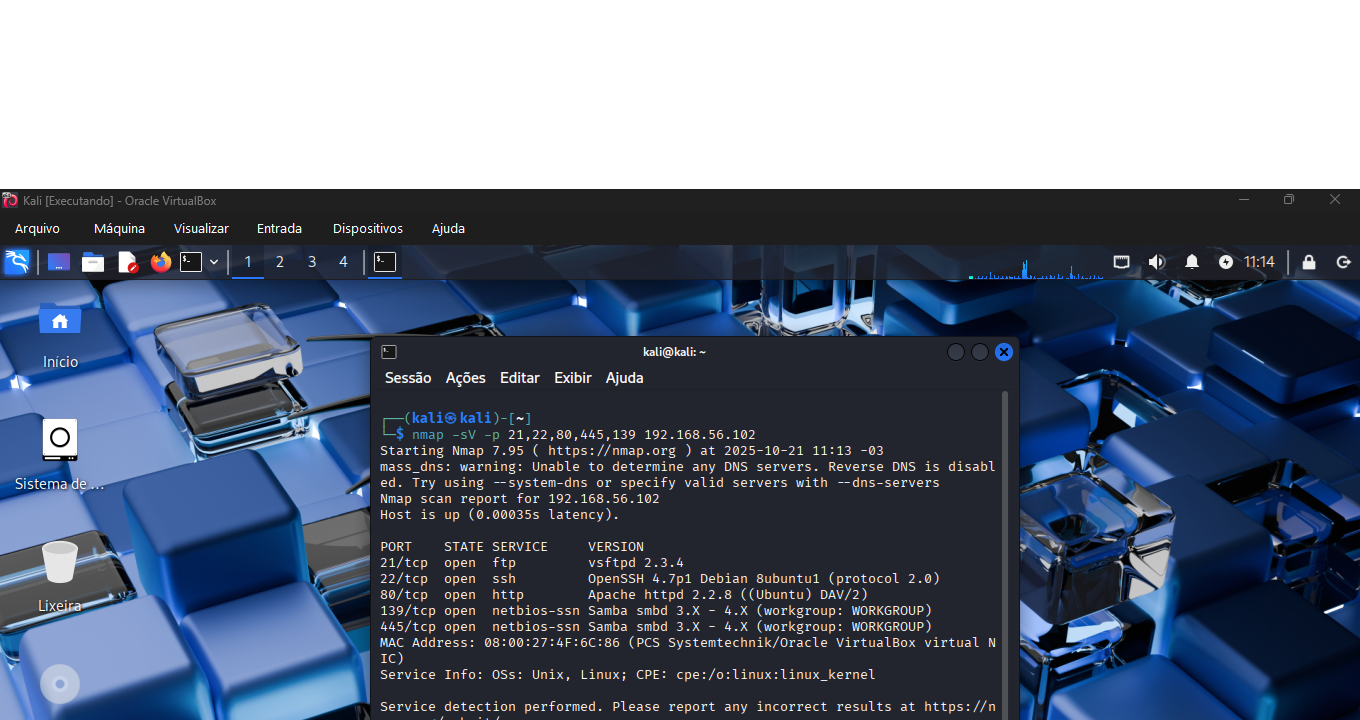 Kali [Executando] - Oracle VirtualBox
Arquivo Máquina Visualizar Entrada Dispositivos Ajuda
1 2 3 4 11:14
Início
Sistema de ...
Lixeira
kali@kali: ~
Sessão Ações Editar Exibir Ajuda
┌──(kali㉿kali)-[~]
└─$ nmap -sV -p 21,22,80,445,139 192.168.56.102
Starting Nmap 7.95 ( https://nmap.org ) at 2025-10-21 11:13 -03
mass_dns: warning: Unable to determine any DNS servers. Reverse DNS is disabl
ed. Try using --system-dns or specify valid servers with --dns-servers
Nmap scan report for 192.168.56.102
Host is up (0.00035s latency).
PORT STATE SERVICE VERSION
21/tcp open ftp vsftpd 2.3.4
22/tcp open ssh OpenSSH 4.7p1 Debian 8ubuntu1 (protocol 2.0)
80/tcp open http Apache httpd 2.2.8 ((Ubuntu) DAV/2)
139/tcp open netbios-ssn Samba smbd 3.X - 4.X (workgroup: WORKGROUP)
445/tcp open netbios-ssn Samba smbd 3.X - 4.X (workgroup: WORKGROUP)
MAC Address: 08:00:27:4F:6C:86 (PCS Systemtechnik/Oracle VirtualBox virtual N
IC)
Service Info: OSs: Unix, Linux; CPE: cpe:/o:linux:linux_kernel
Service detection performed. Please report any incorrect results at https://n